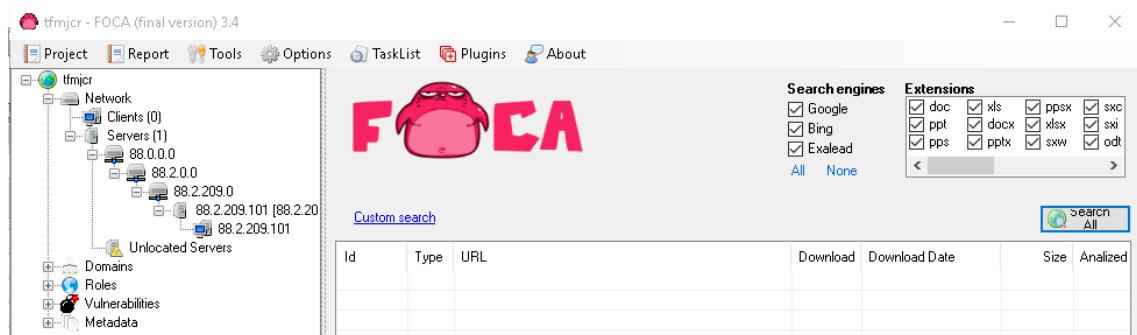 tfmjcr - FOCA (final version) 3.4
Project Report Tools Options TaskList Plugins About
tfmjcr
Network
Clients (0)
Servers (1)
88.0.0.0
88.2.0.0
88.2.209.0
88.2.209.101 [88.2.20
88.2.209.101
Unlocated Servers
Domains
Roles
Vulnerabilities
Metadata
FOCA
Search engines
Google
Bing
Exalead
All None
Extensions
doc xls ppsx sxc
ppt docx xlsx sxi
pps pptx sxw odt
Custom search
Search
All
Id Type URL Download Download Date Size Analized